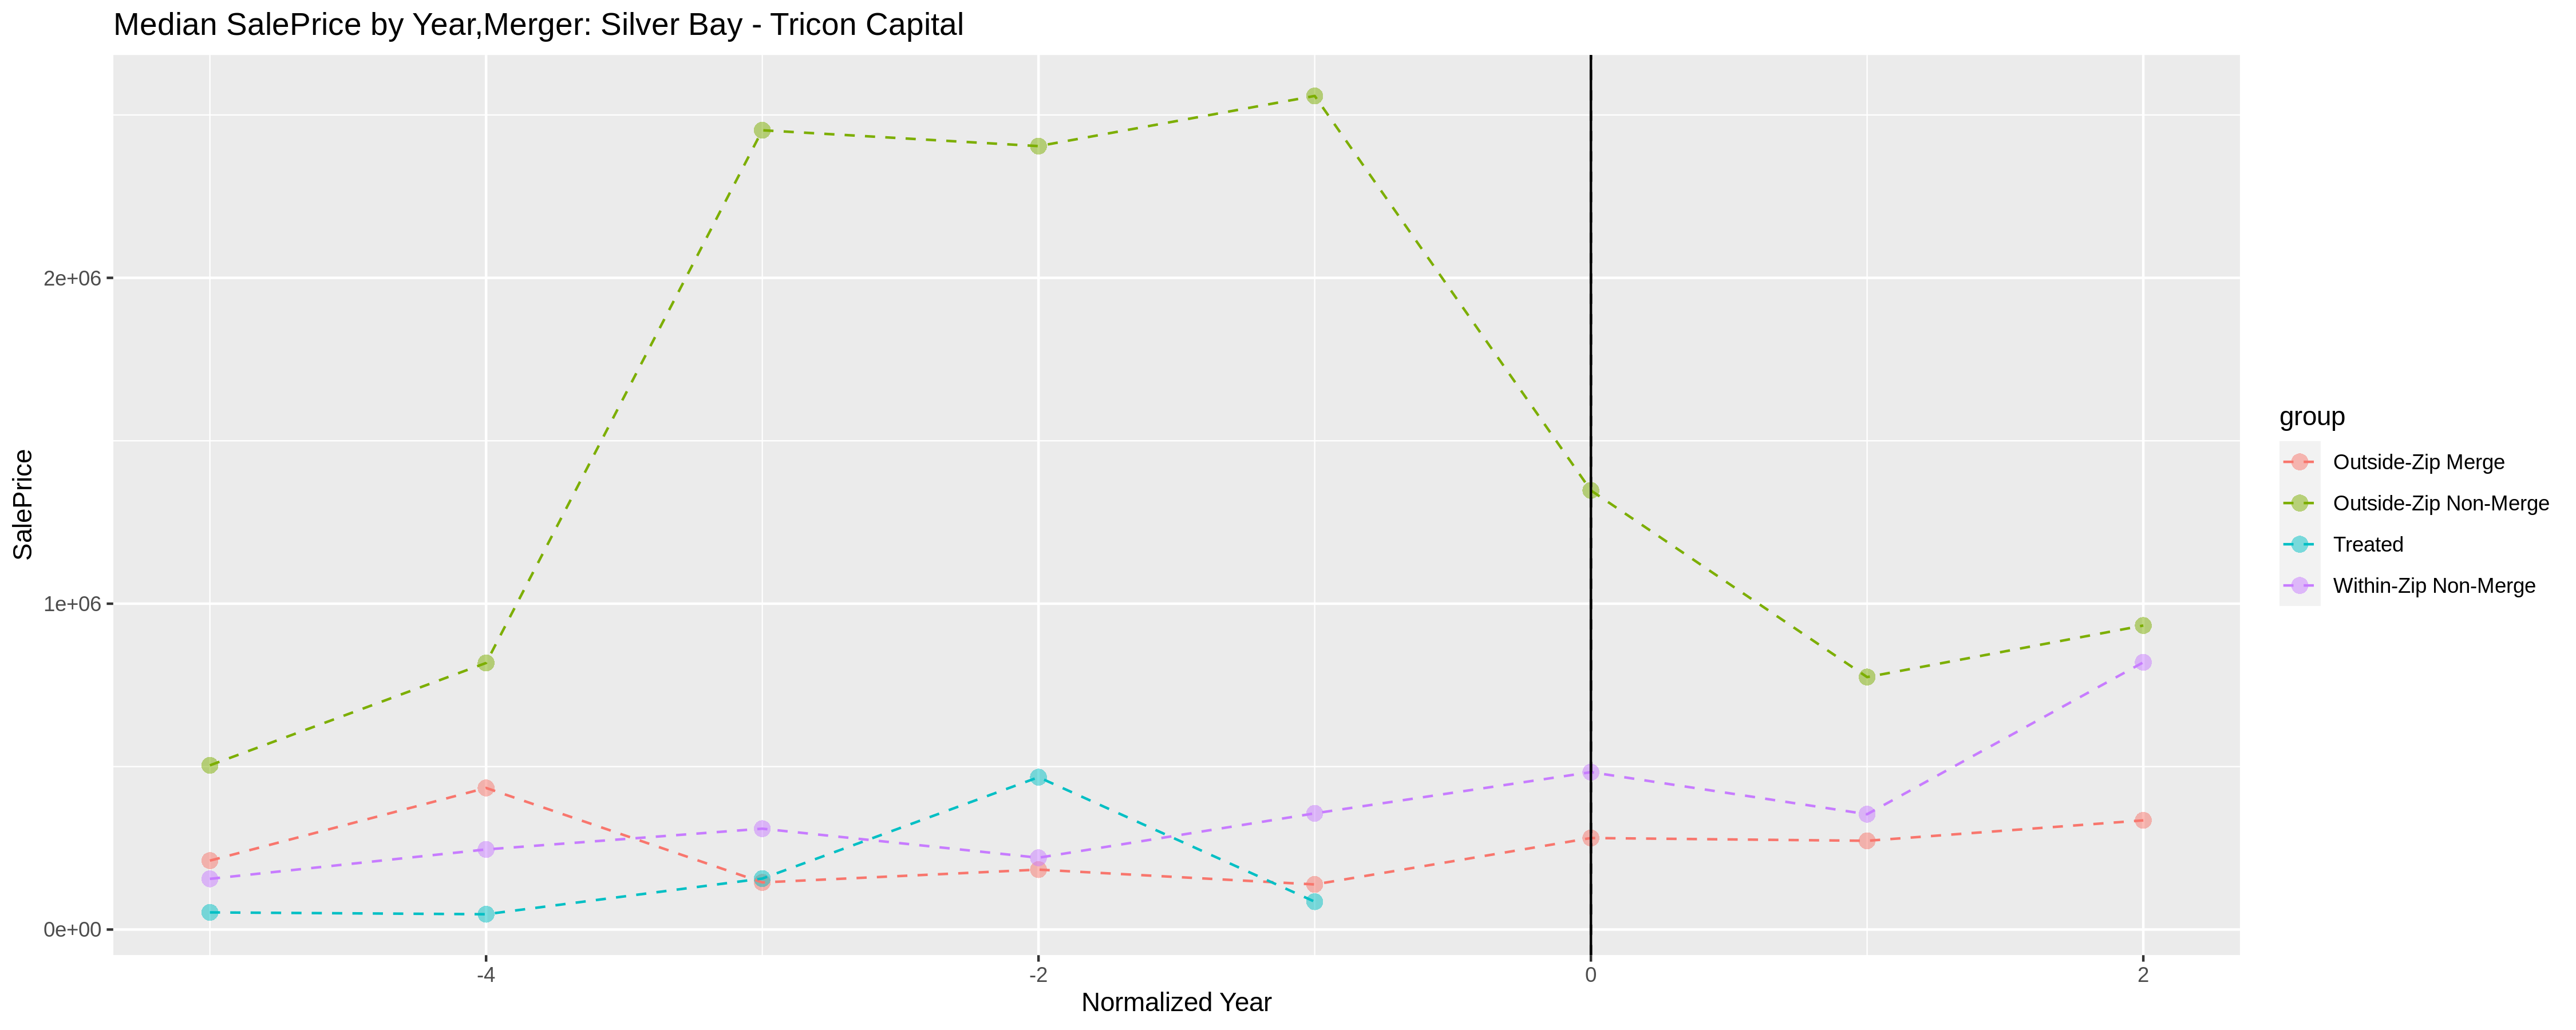 Median SalePrice by Year,Merger: Silver Bay - Tricon Capital
SalePrice
2e+06
1e+06
0e+00
-4
-2
0
2
Normalized Year
group
Outside-Zip Merge
Outside-Zip Non-Merge
Treated
Within-Zip Non-Merge